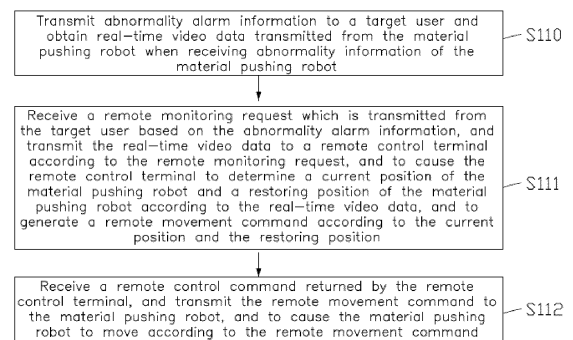 Transmit abnormality alarm information to a target user and
obtain real-time video data transmitted from the material
pushing robot when receiving abnormality information of
the material pushing robot
S110
Receive a remote monitoring request which is transmitted from
the target user based on the abnormality alarm information, and
transmit the real-time video data to a remote control terminal
according to the remote monitoring request, and to cause the
remote control terminal to determine a current position of the
material pushing robot and a restoring position of the material
pushing robot according to the real-time video data, and to
generate a remote movement command according to the current
position and the restoring position
S111
Receive a remote control command returned by the remote
control terminal, and transmit the remote movement command to
the material pushing robot, and to cause the material pushing
robot to move according to the remote movement command
S112